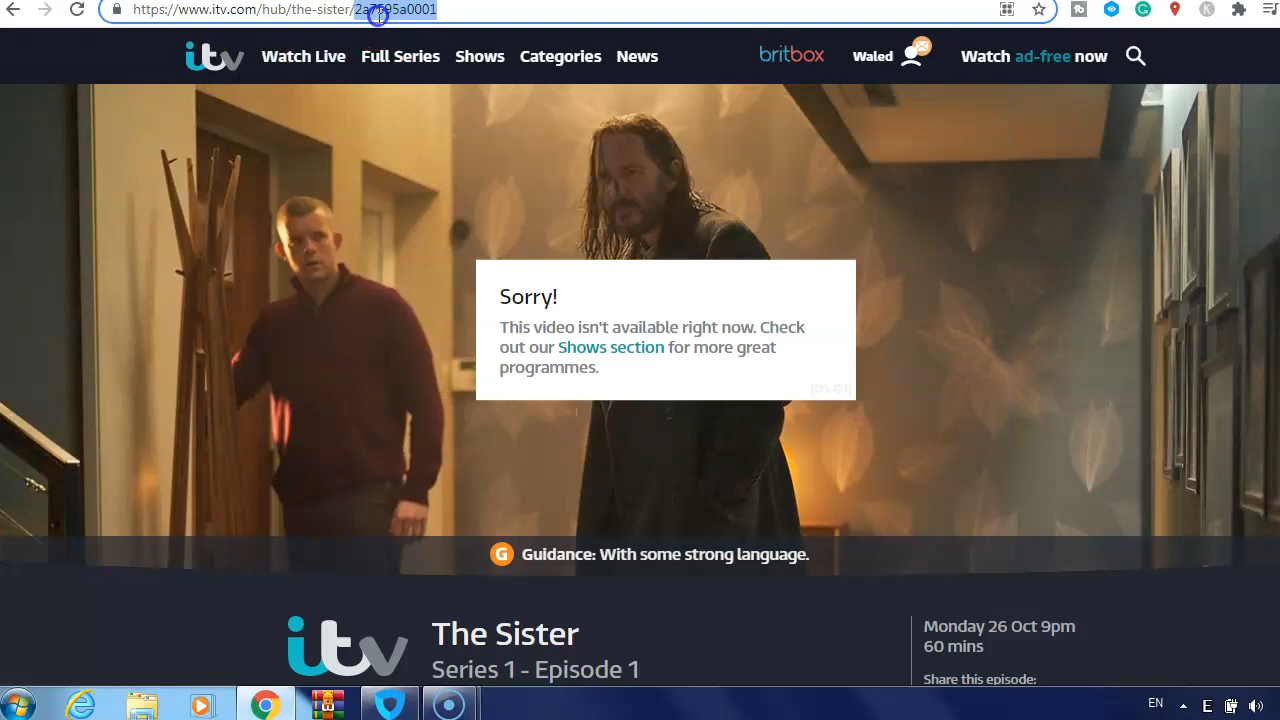 https://www.itv.com/hub/the-sister/2a7595a0001
itv
Watch Live
Full Series
Shows
Categories
News
britbox
Waled
Watch ad-free now
Sorry!
This video isn't available right now. Check
out our Shows section for more great
programmes.
G Guidance: With some strong language.
itv
The Sister
Series 1 - Episode 1
Monday 26 Oct 9pm
60 mins
Share this episode:
EN